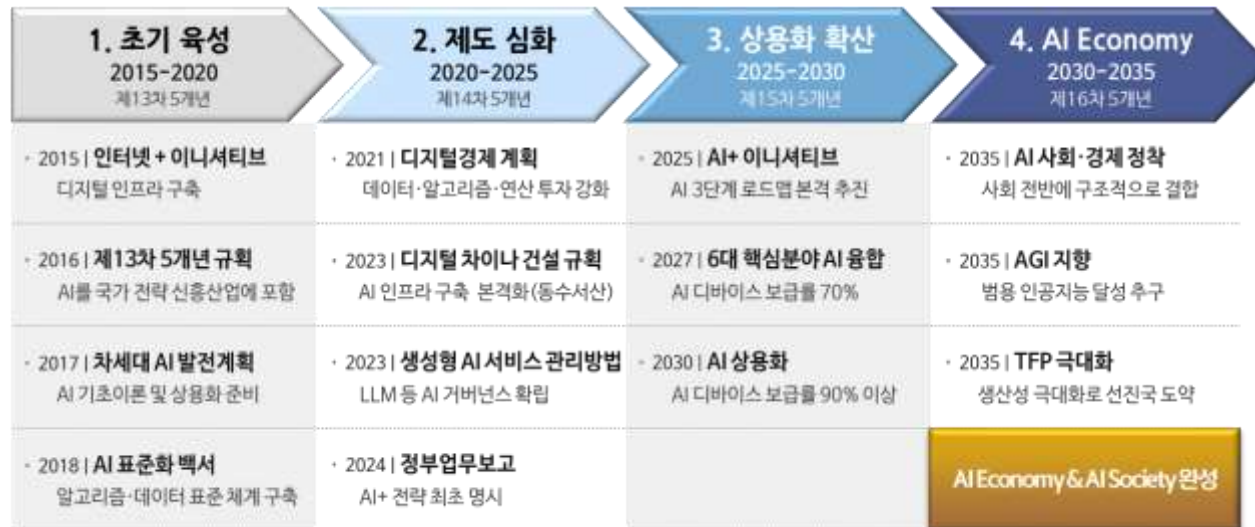 1. 초기 육성
2015-2020
제13차 5개년
2. 제도 심화
2020-2025
제14차 5개년
3. 상용화 확산
2025-2030
제15차 5개년
4. AI Economy
2030-2035
제16차 5개년
· 2015 | 인터넷 + 이니셔티브
디지털 인프라 구축
· 2016 | 제13차 5개년 규획
AI를 국가 전략 신흥산업에 포함
· 2017 | 차세대 AI 발전계획
AI 기초이론 및 상용화 준비
· 2018 | AI 표준화 백서
알고리즘·데이터 표준 체계 구축
· 2021 | 디지털경제 계획
데이터·알고리즘·연산 투자 강화
· 2023 | 디지털 차이나 건설 규획
AI 인프라 구축 본격화(동수서산)
· 2023 | 생성형 AI 서비스 관리방법
LLM 등 AI 거버넌스 확립
· 2024 | 정부업무보고
AI+ 전략 최초 명시
· 2025 | AI+ 이니셔티브
AI 3단계 로드맵 본격 추진
· 2027 | 6대 핵심분야 AI 융합
AI 디바이스 보급률 70%
· 2030 | AI 상용화
AI 디바이스 보급률 90% 이상
· 2035 | AI 사회·경제 정착
사회 전반에 구조적으로 결합
· 2035 | AGI 지향
범용 인공지능 달성 추구
· 2035 | TFP 극대화
생산성 극대화로 선진국 도약
AI Economy & AI Society 완성